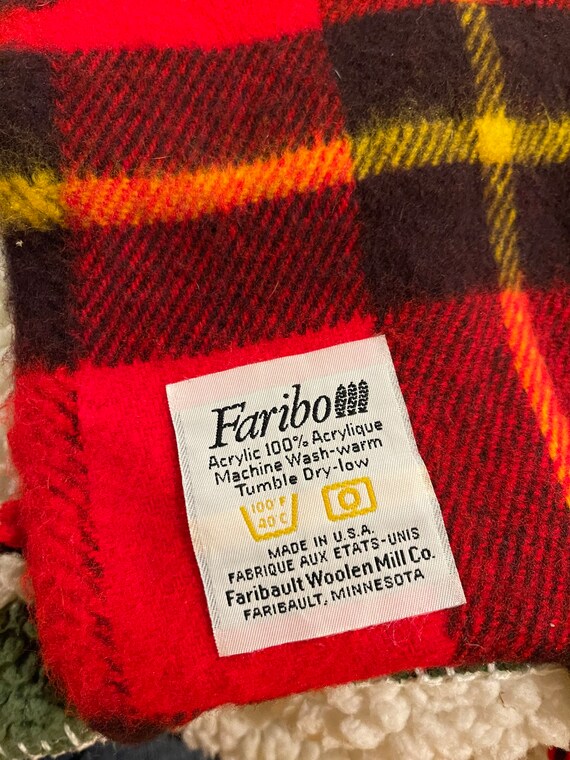 Faribo
Acrylic 100% Acrylique
Machine Wash-warm
Tumble Dry-low
100°F
40°C
MADE IN U.S.A.
FABRIQUE AUX ETATS-UNIS
Faribault Woolen Mill Co.
FARIBAULT, MINNESOTA